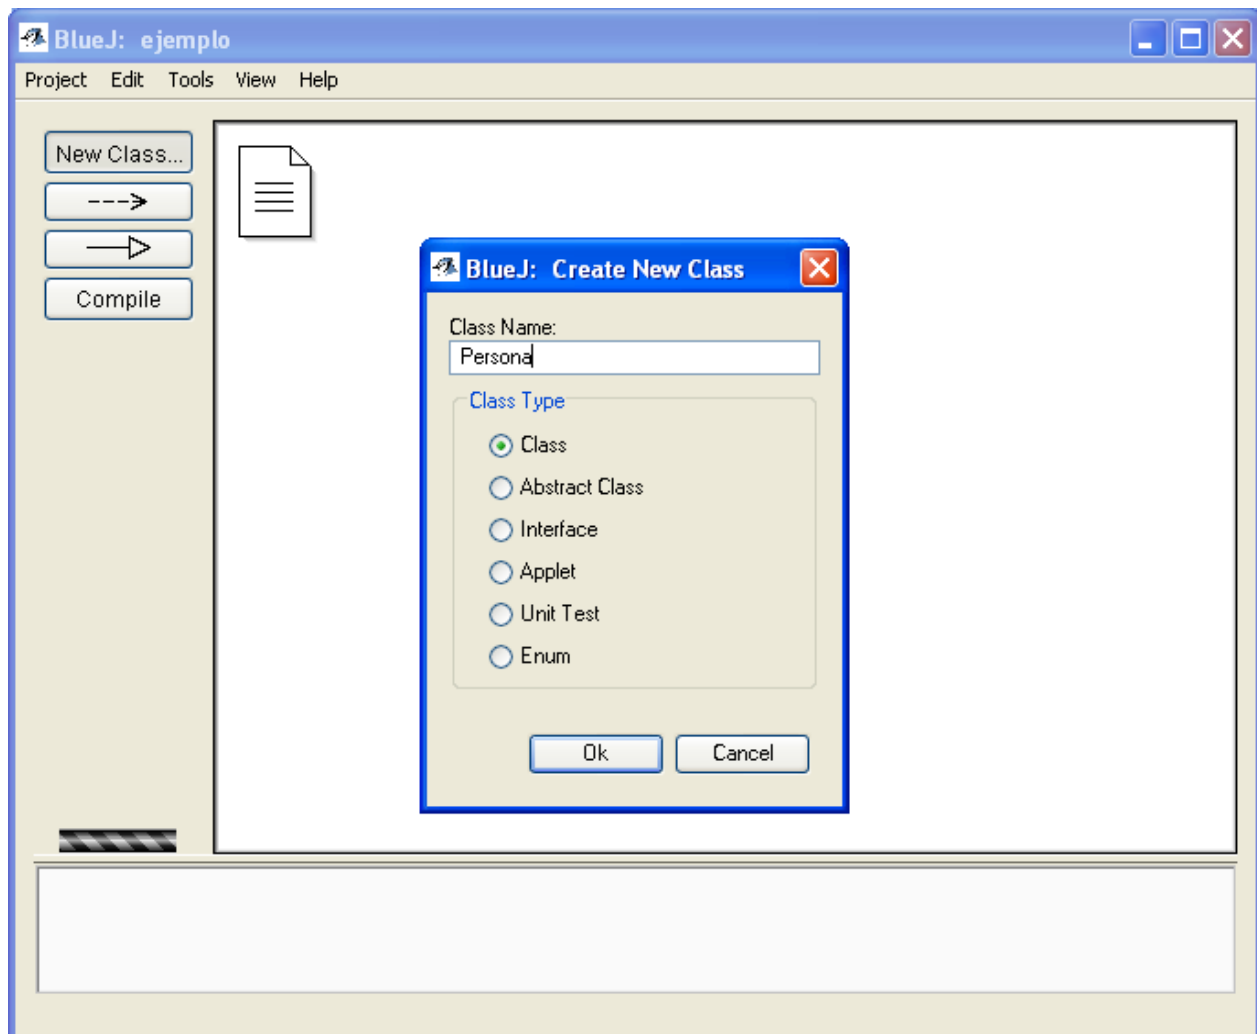 BlueJ: ejemplo
Project Edit Tools View Help
New Class...
Compile
BlueJ: Create New Class
Class Name:
Persona
Class Type
Class
Abstract Class
Interface
Applet
Unit Test
Enum
Ok Cancel